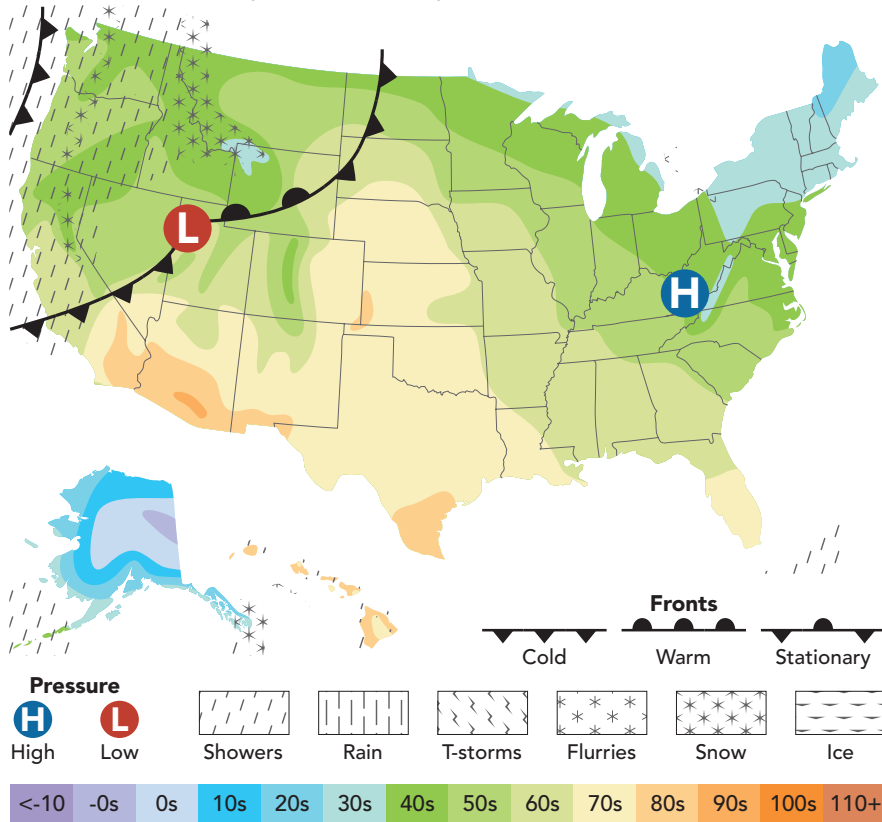 L
H
Fronts
Cold Warm Stationary
Pressure
H L
High Low Showers Rain T-storms Flurries Snow Ice
<-10 -0s 0s 10s 20s 30s 40s 50s 60s 70s 80s 90s 100s 110+